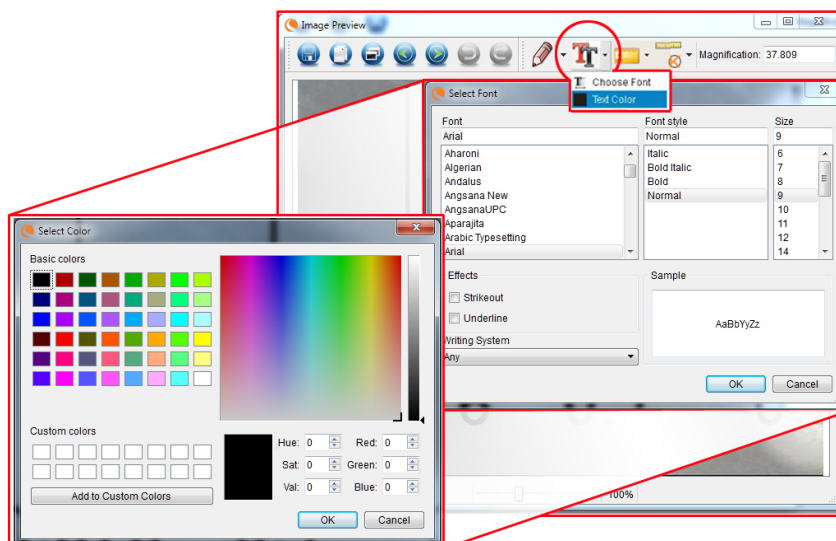 Image Preview
Magnification: 37.809
Choose Font
Text Color
Select Font
Font
Font style
Size
Arial
Normal
9
Aharoni
Italic
6
Algerian
Bold Italic
7
Andalus
Bold
8
Angsana New
Normal
9
AngsanaUPC
10
Aparajita
11
Arabic Typesetting
12
Arial
14
Effects
Sample
Strikeout
Underline
AaBbYyZz
Writing System
Any
OK
Cancel
Select Color
Basic colors
Custom colors
Add to Custom Colors
Hue: 0
Red: 0
Sat: 0
Green: 0
Val: 0
Blue: 0
OK
Cancel
100%